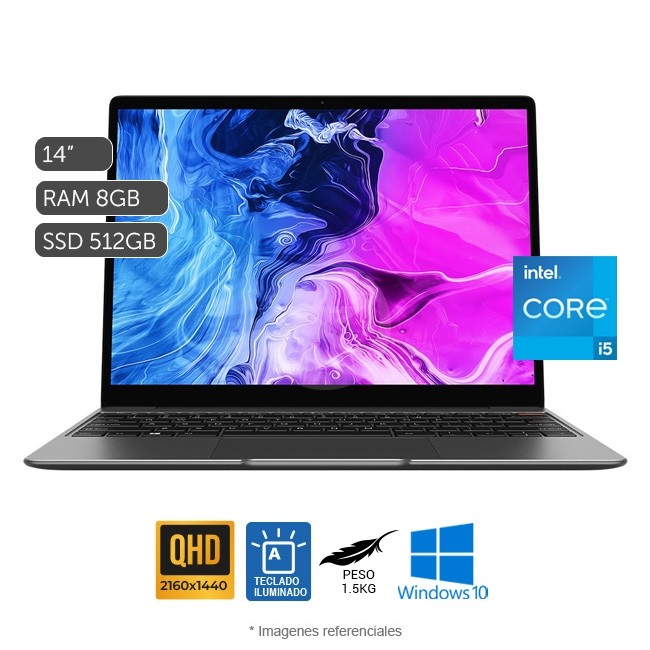 14”
RAM 8GB
SSD 512GB
intel.
CORE
i5
QHD
2160x1440
A
TECLADO
ILUMINADO
PESO
1.5KG
Windows 10
* Imagenes referenciales